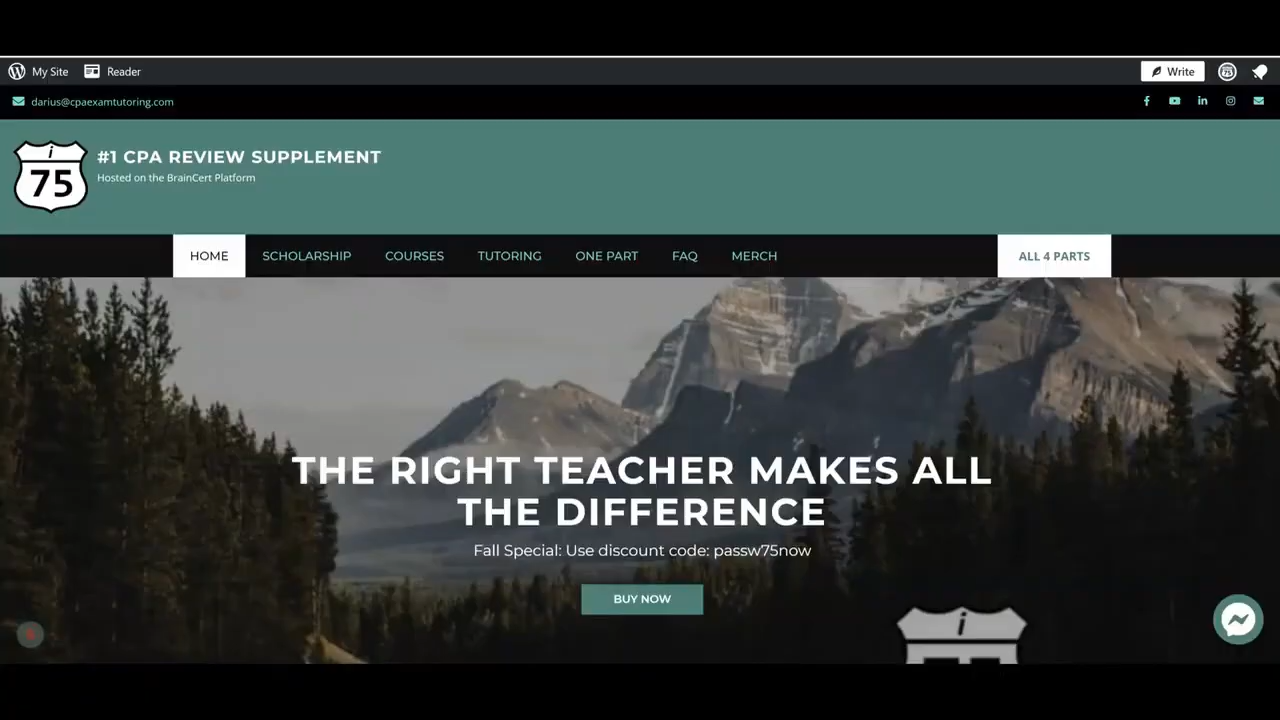 My Site Reader Write
darius@cpaexamtutoring.com
i
75
#1 CPA REVIEW SUPPLEMENT
Hosted on the BrainCert Platform
HOME SCHOLARSHIP COURSES TUTORING ONE PART FAQ MERCH ALL 4 PARTS
THE RIGHT TEACHER MAKES ALL
THE DIFFERENCE
Fall Special: Use discount code: passw75now
BUY NOW
i